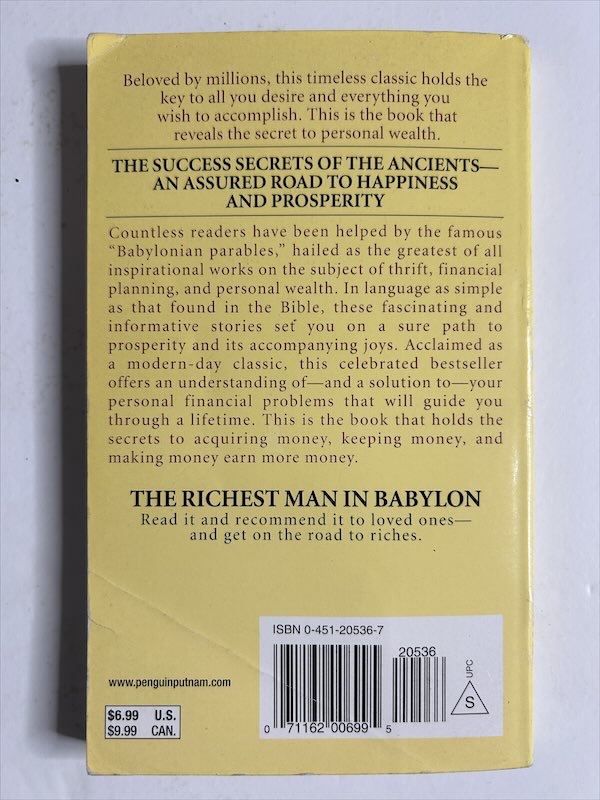 Beloved by millions, this timeless classic holds the
key to all you desire and everything you
wish to accomplish. This is the book that
reveals the secret to personal wealth.
THE SUCCESS SECRETS OF THE ANCIENTS—
AN ASSURED ROAD TO HAPPINESS
AND PROSPERITY
Countless readers have been helped by the famous
“Babylonian parables,” hailed as the greatest of all
inspirational works on the subject of thrift, financial
planning, and personal wealth. In language as simple
as that found in the Bible, these fascinating and
informative stories set you on a sure path to
prosperity and its accompanying joys. Acclaimed as
a modern-day classic, this celebrated bestseller
offers an understanding of—and a solution to—your
personal financial problems that will guide you
through a lifetime. This is the book that holds the
secrets to acquiring money, keeping money, and
making money earn more money.
THE RICHEST MAN IN BABYLON
Read it and recommend it to loved ones—
and get on the road to riches.
ISBN 0-451-20536-7
20536
UPC
S
0 71162 00699 5
www.penguinputnam.com
$6.99 U.S.
$9.99 CAN.